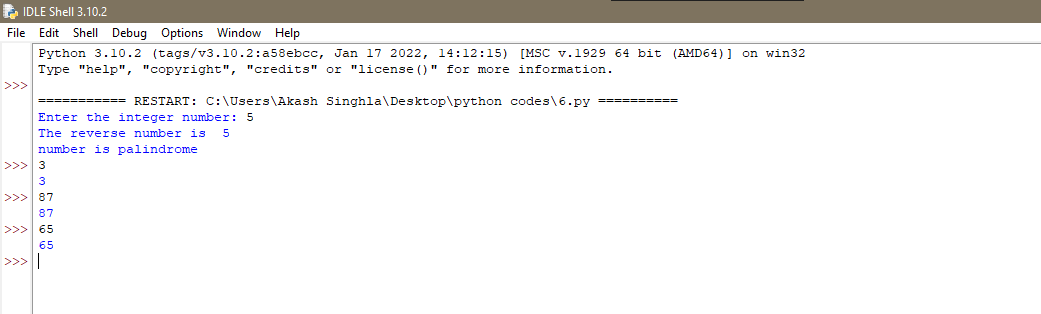 IDLE Shell 3.10.2
File Edit Shell Debug Options Window Help
Python 3.10.2 (tags/v3.10.2:a58ebcc, Jan 17 2022, 14:12:15) [MSC v.1929 64 bit (AMD64)] on win32
Type "help", "copyright", "credits" or "license()" for more information.
>>>
=========== RESTART: C:\Users\Akash Singhla\Desktop\python codes\6.py ==========
Enter the integer number: 5
The reverse number is  5
number is palindrome
>>> 3
3
>>> 87
87
>>> 65
65
>>>